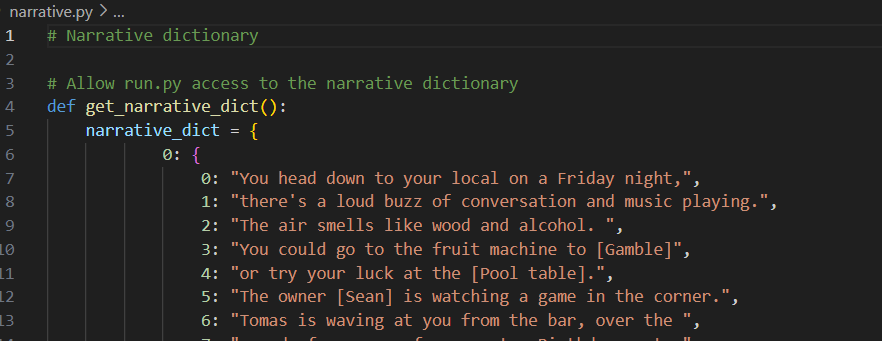 narrative.py > ...
1 # Narrative dictionary
2
3 # Allow run.py access to the narrative dictionary
4 def get_narrative_dict():
5 narrative_dict = {
6 0: {
7 0: "You head down to your local on a Friday night,",
8 1: "there's a loud buzz of conversation and music playing.",
9 2: "The air smells like wood and alcohol. ",
10 3: "You could go to the fruit machine to [Gamble]",
11 4: "or try your luck at the [Pool table].",
12 5: "The owner [Sean] is watching a game in the corner.",
13 6: "Tomas is waving at you from the bar, over the ",